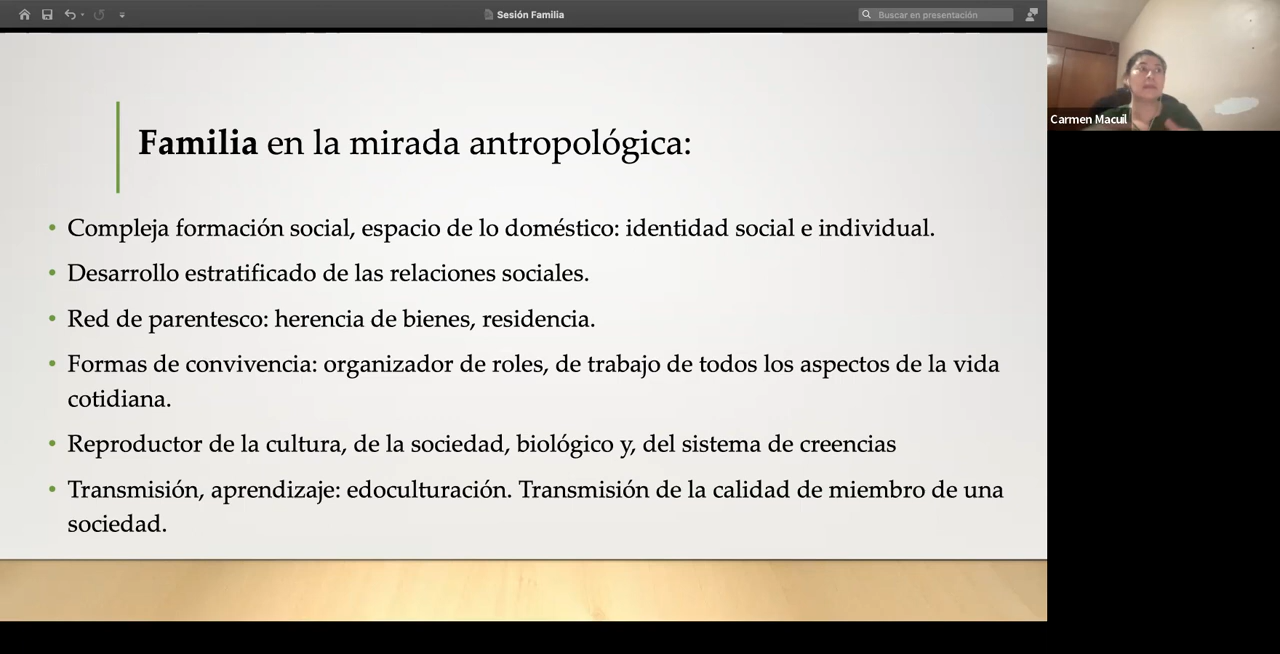 Sesión Familia
Buscar en presentación
Carmen Macuil
Familia en la mirada antropológica:
• Compleja formación social, espacio de lo doméstico: identidad social e individual.
• Desarrollo estratificado de las relaciones sociales.
• Red de parentesco: herencia de bienes, residencia.
• Formas de convivencia: organizador de roles, de trabajo de todos los aspectos de la vida
cotidiana.
• Reproductor de la cultura, de la sociedad, biológico y, del sistema de creencias
• Transmisión, aprendizaje: edoculturación. Transmisión de la calidad de miembro de una
sociedad.